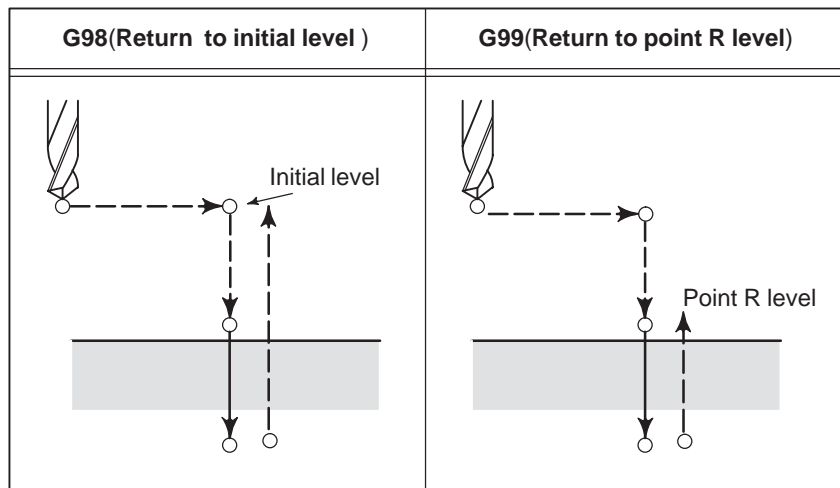 G98(Return to initial level )
G99(Return to point R level)
Initial level
Point R level